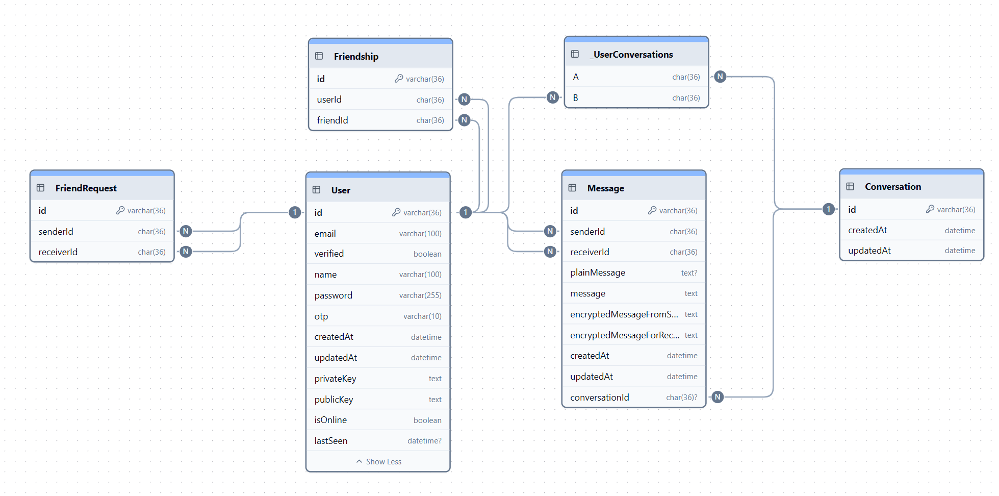 Friendship
id varchar(36)
userId char(36) N
friendId char(36) N
_UserConversations
A char(36) N
N B char(36)
FriendRequest
id varchar(36)
senderId char(36) N
receiverId char(36) N
User
1 id varchar(36) 1
email varchar(100)
verified boolean
name varchar(100)
password varchar(255)
otp varchar(10)
createdAt datetime
updatedAt datetime
privateKey text
publicKey text
isOnline boolean
lastSeen datetime?
Show Less
Message
id varchar(36)
N senderId char(36)
N receiverId char(36)
plainMessage text?
message text
encryptedMessageFromS... text
encryptedMessageForRec... text
createdAt datetime
updatedAt datetime
conversationId char(36)? N
Conversation
1 id varchar(36)
createdAt datetime
updatedAt datetime